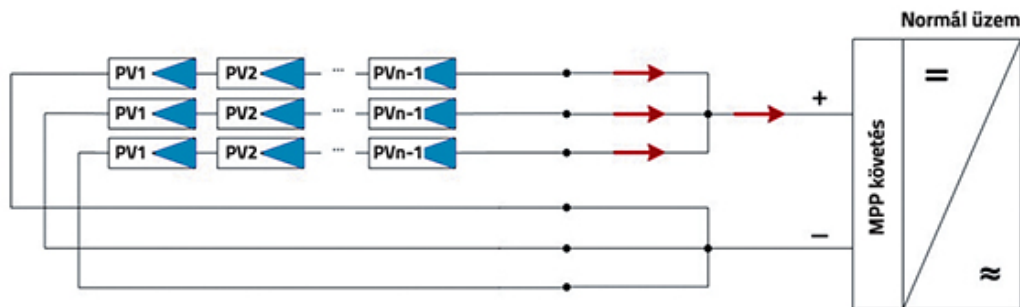 Normál üzem
PV1 PV2 ... PVn-1
PV1 PV2 ... PVn-1
PV1 PV2 ... PVn-1
+
−
MPP követés
=
≈